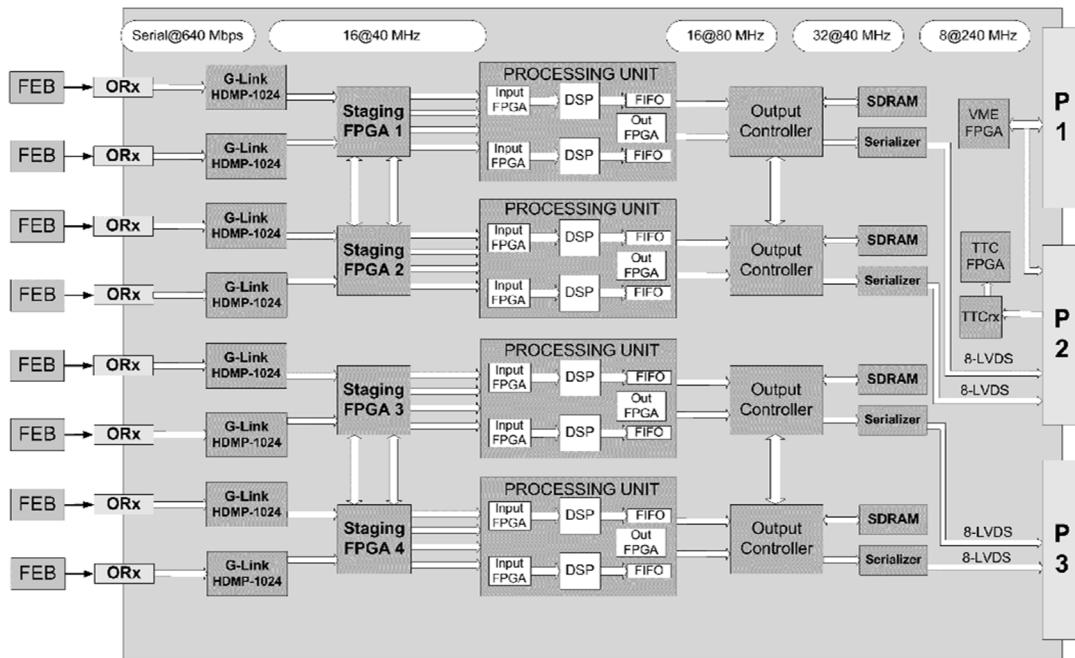 Serial@640 Mbps
16@40 MHz
16@80 MHz
32@40 MHz
8@240 MHz
FEB
ORx
G-Link
HDMP-1024
FEB
ORx
G-Link
HDMP-1024
Staging
FPGA 1
PROCESSING UNIT
Input
FPGA
DSP
FIFO
Out
FPGA
Input
FPGA
DSP
FIFO
Output
Controller
SDRAM
Serializer
VME
FPGA
P
1
FEB
ORx
G-Link
HDMP-1024
FEB
ORx
G-Link
HDMP-1024
Staging
FPGA 2
PROCESSING UNIT
Input
FPGA
DSP
FIFO
Out
FPGA
Input
FPGA
DSP
FIFO
Output
Controller
SDRAM
Serializer
TTC
FPGA
TTCrx
P
2
8-LVDS
8-LVDS
FEB
ORx
G-Link
HDMP-1024
FEB
ORx
G-Link
HDMP-1024
Staging
FPGA 3
PROCESSING UNIT
Input
FPGA
DSP
FIFO
Out
FPGA
Input
FPGA
DSP
FIFO
Output
Controller
SDRAM
Serializer
FEB
ORx
G-Link
HDMP-1024
FEB
ORx
G-Link
HDMP-1024
Staging
FPGA 4
PROCESSING UNIT
Input
FPGA
DSP
FIFO
Out
FPGA
Input
FPGA
DSP
FIFO
Output
Controller
SDRAM
Serializer
8-LVDS
8-LVDS
P
3